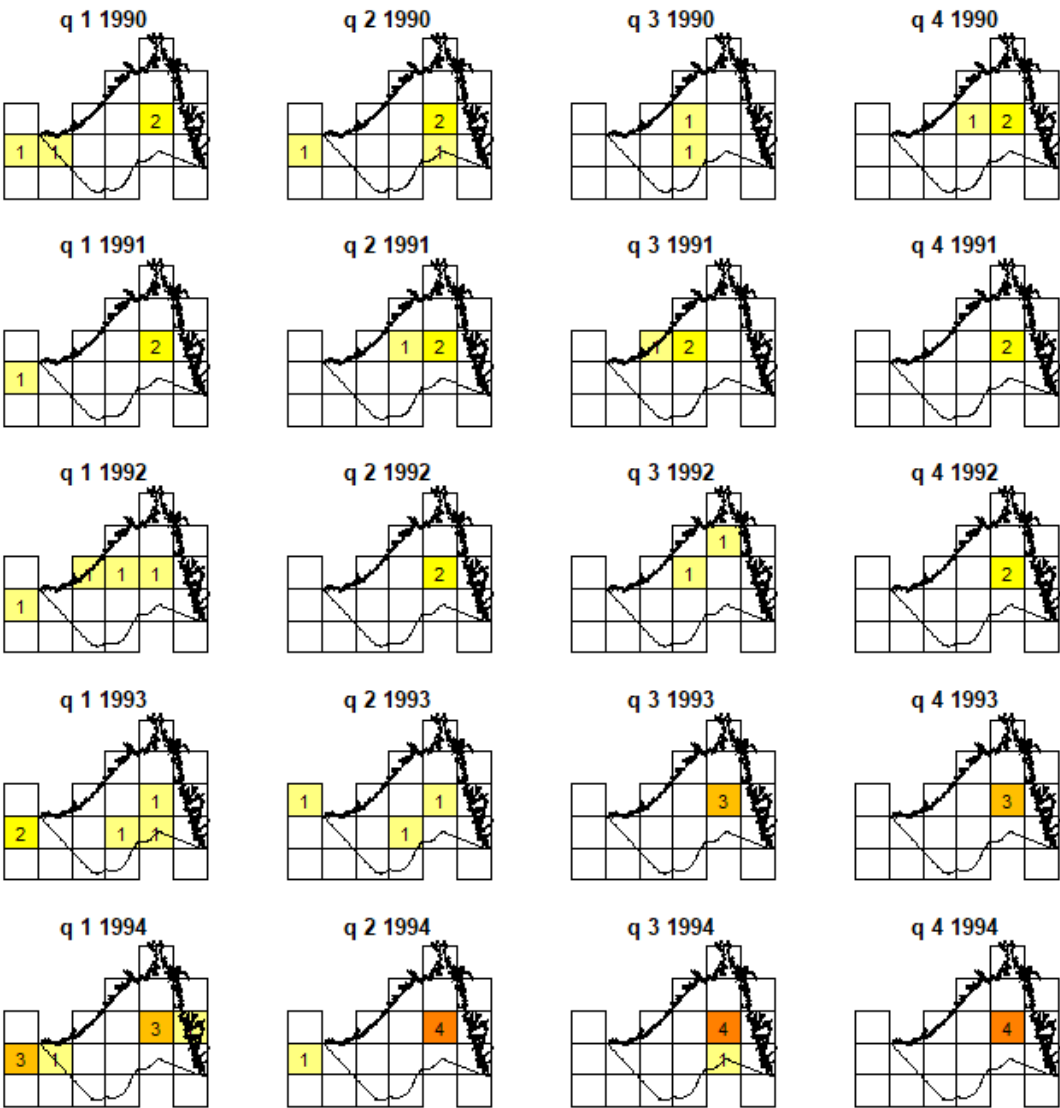 q 1 1990 q 2 1990 q 3 1990 q 4 1990
2 2 1 1 2
1 1 1 1 1
q 1 1991 q 2 1991 q 3 1991 q 4 1991
2 1 2 1 2 2
1
q 1 1992 q 2 1992 q 3 1992 q 4 1992
1
1 1 1 2 1 2
1
q 1 1993 q 2 1993 q 3 1993 q 4 1993
1 1 1 3 3
2 1 1 1
q 1 1994 q 2 1994 q 3 1994 q 4 1994
3 4 4 4
3 1 1 1